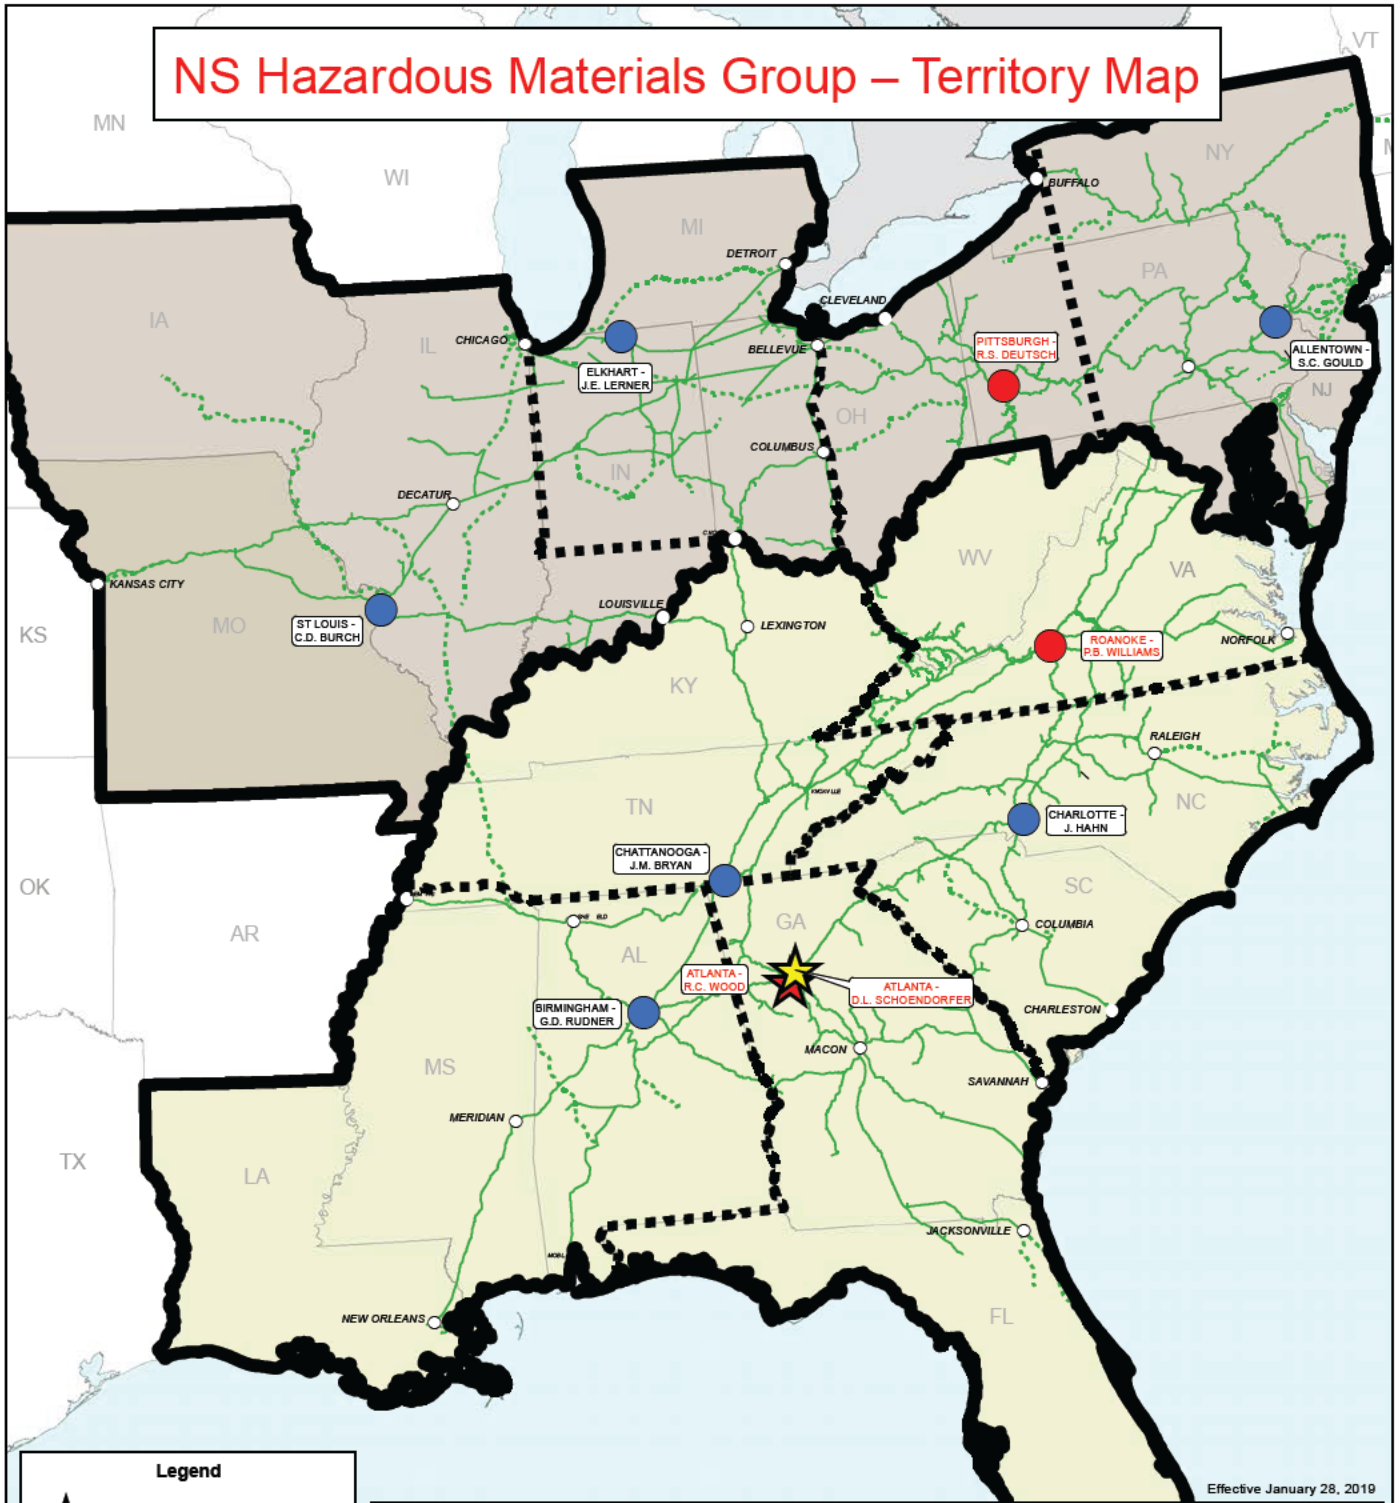 NS Hazardous Materials Group – Territory Map
VT
MN
WI
NY
BUFFALO
MI
DETROIT
PA
IA
CLEVELAND
IL
CHICAGO
BELLEVUE
PITTSBURGH -
R.S. DEUTSCH
ALLENTOWN -
S.C. GOULD
ELKHART -
J.E. LERNER
NJ
OH
COLUMBUS
IN
DECATUR
WV
VA
KANSAS CITY
LOUISVILLE
LEXINGTON
KS
MO
ST LOUIS -
C.D. BURCH
ROANOKE -
P.B. WILLIAMS
NORFOLK
KY
RALEIGH
KNOXVILLE
TN
NC
CHARLOTTE -
J. HAHN
CHATTANOOGA -
J.M. BRYAN
OK
SC
AR
GA
COLUMBIA
AL
ATLANTA -
R.C. WOOD
ATLANTA -
D.L. SCHOENDORFER
BIRMINGHAM -
G.D. RUDNER
CHARLESTON
MACON
MS
SAVANNAH
MERIDIAN
TX
LA
JACKSONVILLE
NEW ORLEANS
FL
Legend
Effective January 28, 2019